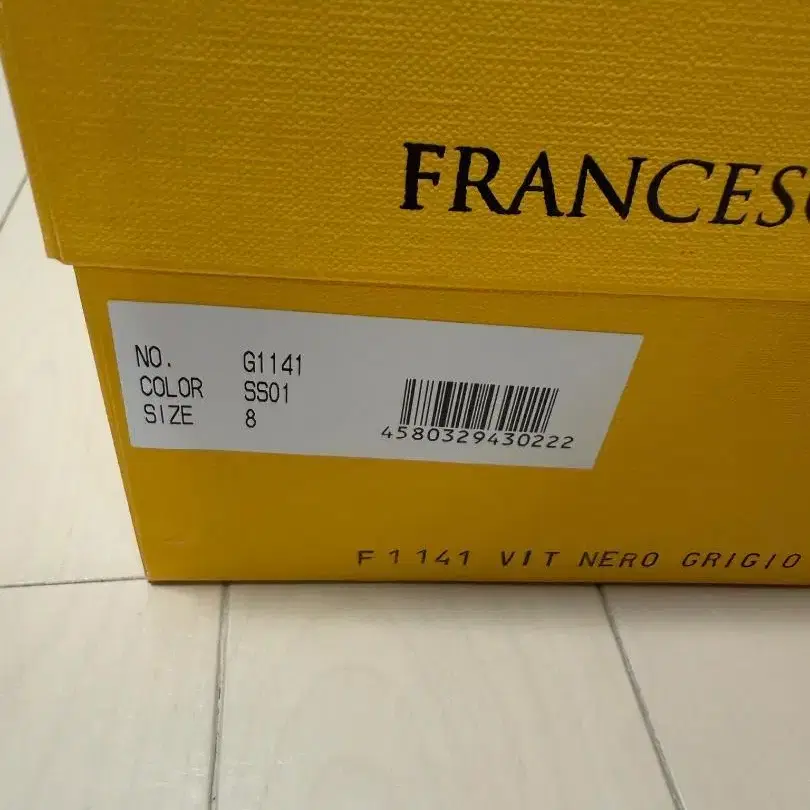 FRANCES
NO. G1141
COLOR SS01
SIZE 8
4580329430222
F1141 VIT NERO GRIGIO